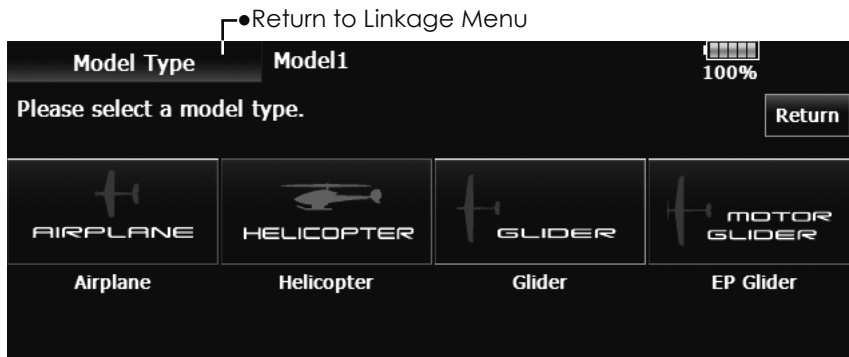 ●Return to Linkage Menu
Model Type Model1 100%
Please select a model type. Return
AIRPLANE HELICOPTER GLIDER MOTOR GLIDER
Airplane Helicopter Glider EP Glider